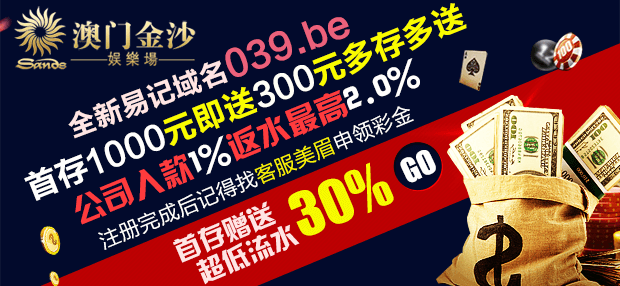 澳门金沙
Sands 娱樂場
全新易记域名039.be
首存1000元即送300元多存多送
公司入款1%返水最高2.0%
注册完成后记得找客服美眉申领彩金
首存赠送
超低流水
30%
GO
100
100